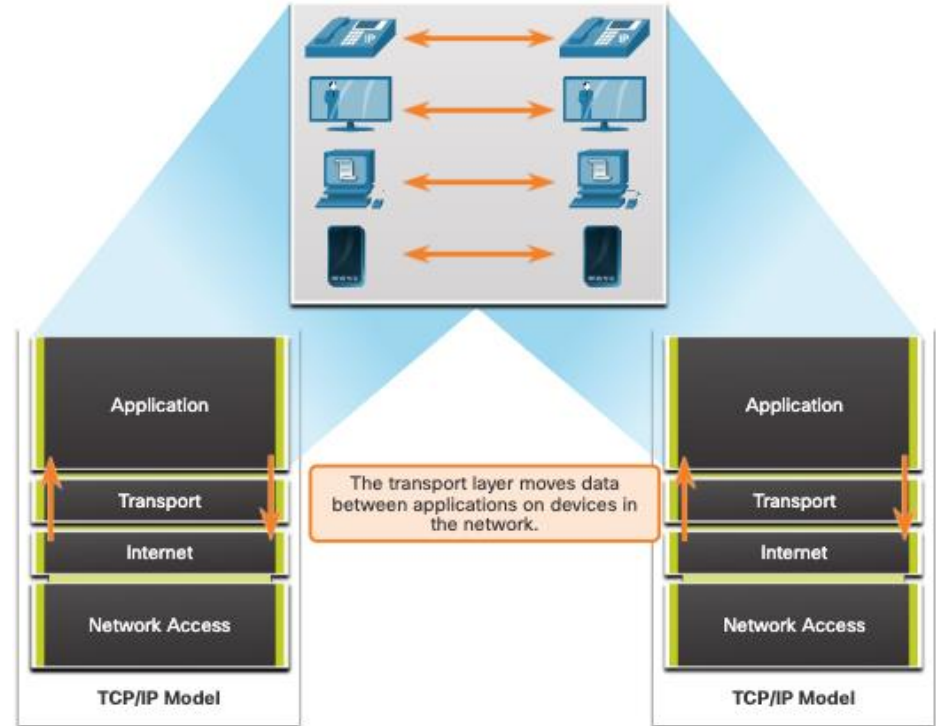 IP
Application
Transport
Internet
Network Access
TCP/IP Model
The transport layer moves data
between applications on devices in
the network.
Application
Transport
Internet
Network Access
TCP/IP Model